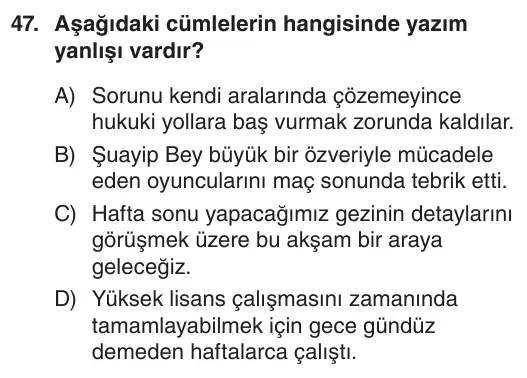 47. Aşağıdaki cümlelerin hangisinde yazım
yanlışı vardır?
A) Sorunu kendi aralarında çözemeyince
hukuki yollara baş vurmak zorunda kaldılar.
B) Şuayip Bey büyük bir özveriyle mücadele
eden oyuncularını maç sonunda tebrik etti.
C) Hafta sonu yapacağımız gezinin detaylarını
görüşmek üzere bu akşam bir araya
geleceğiz.
D) Yüksek lisans çalışmasını zamanında
tamamlayabilmek için gece gündüz
demeden haftalarca çalıştı.